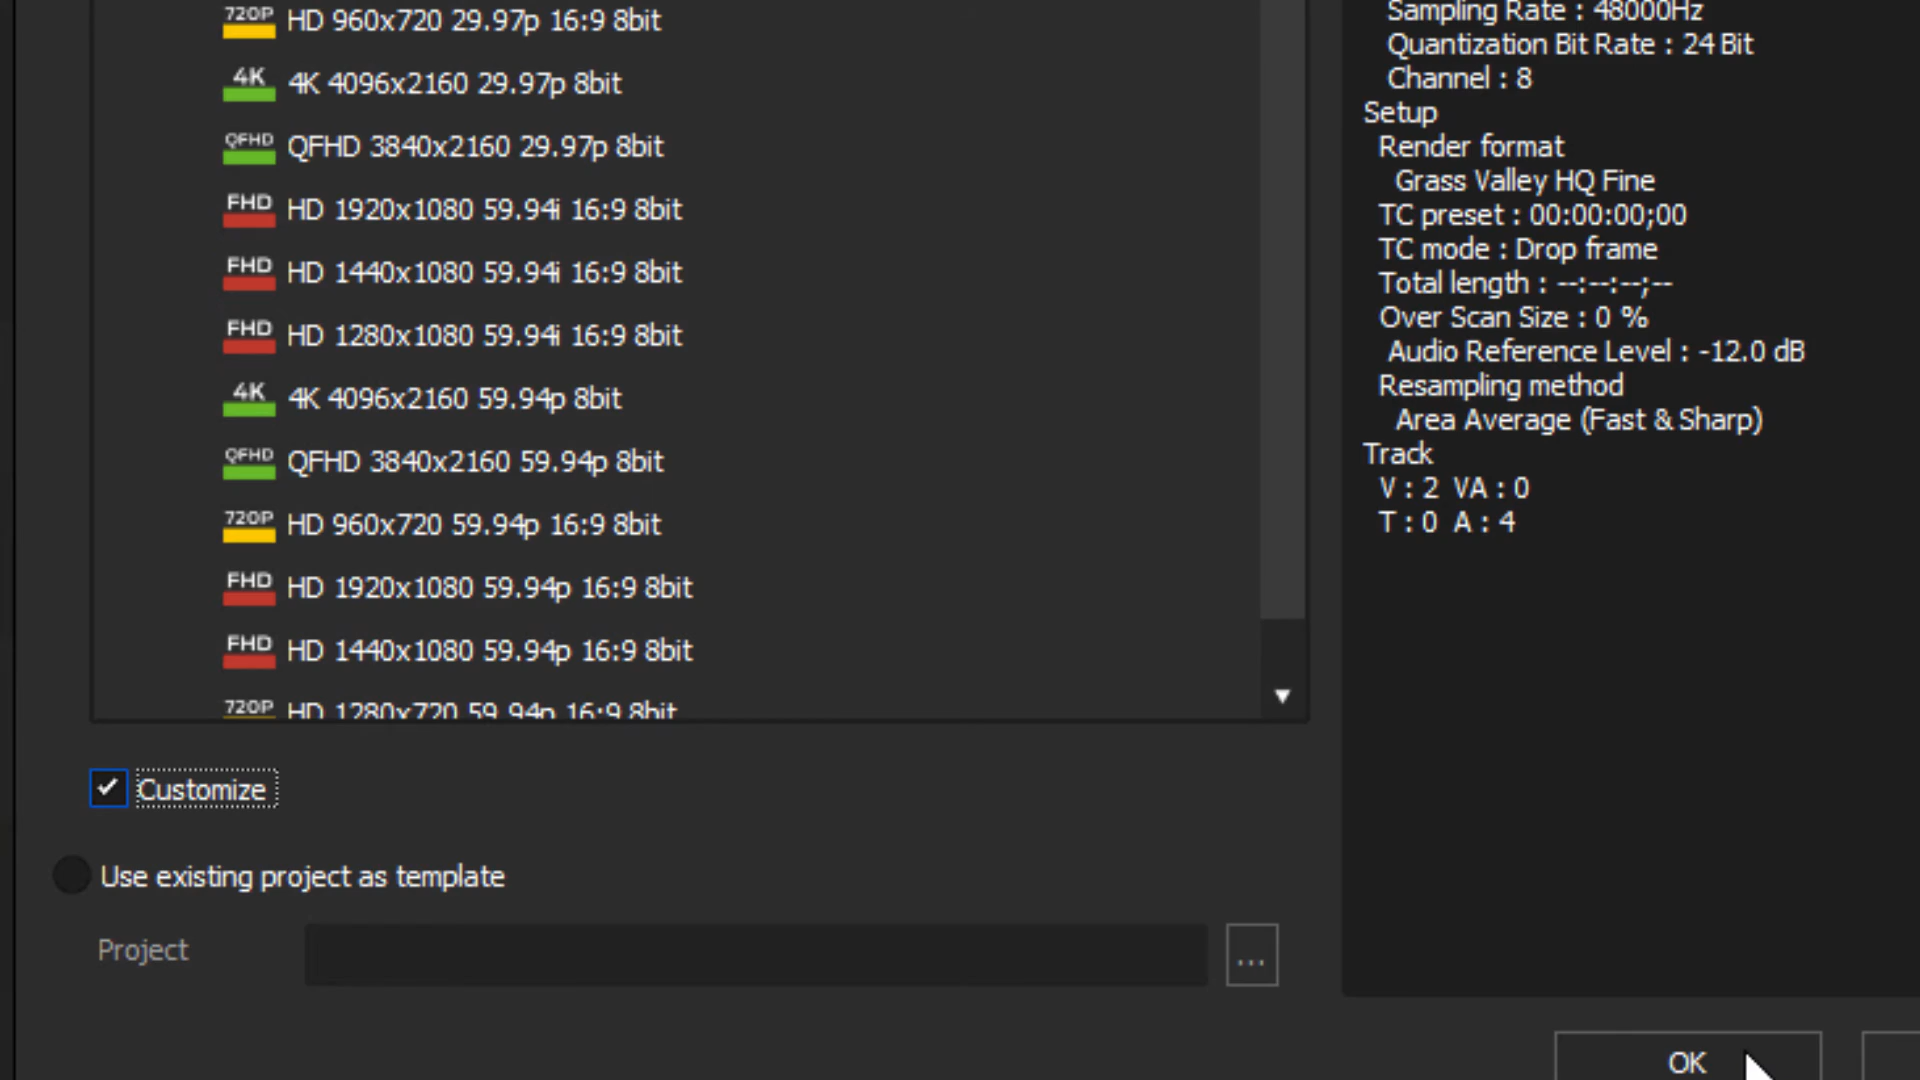 720P HD 960x720 29.97p 16:9 8bit
4K 4K 4096x2160 29.97p 8bit
QFHD QFHD 3840x2160 29.97p 8bit
FHD HD 1920x1080 59.94i 16:9 8bit
FHD HD 1440x1080 59.94i 16:9 8bit
FHD HD 1280x1080 59.94i 16:9 8bit
4K 4K 4096x2160 59.94p 8bit
QFHD QFHD 3840x2160 59.94p 8bit
720P HD 960x720 59.94p 16:9 8bit
FHD HD 1920x1080 59.94p 16:9 8bit
FHD HD 1440x1080 59.94p 16:9 8bit
720P HD 1280x720 59.94p 16:9 8bit
Customize
Use existing project as template
Project
...
Sampling Rate : 48000Hz
Quantization Bit Rate : 24 Bit
Channel : 8
Setup
Render format
Grass Valley HQ Fine
TC preset : 00:00:00;00
TC mode : Drop frame
Total length : --:--:--;--
Over Scan Size : 0 %
Audio Reference Level : -12.0 dB
Resampling method
Area Average (Fast & Sharp)
Track
V : 2 VA : 0
T : 0 A : 4
OK